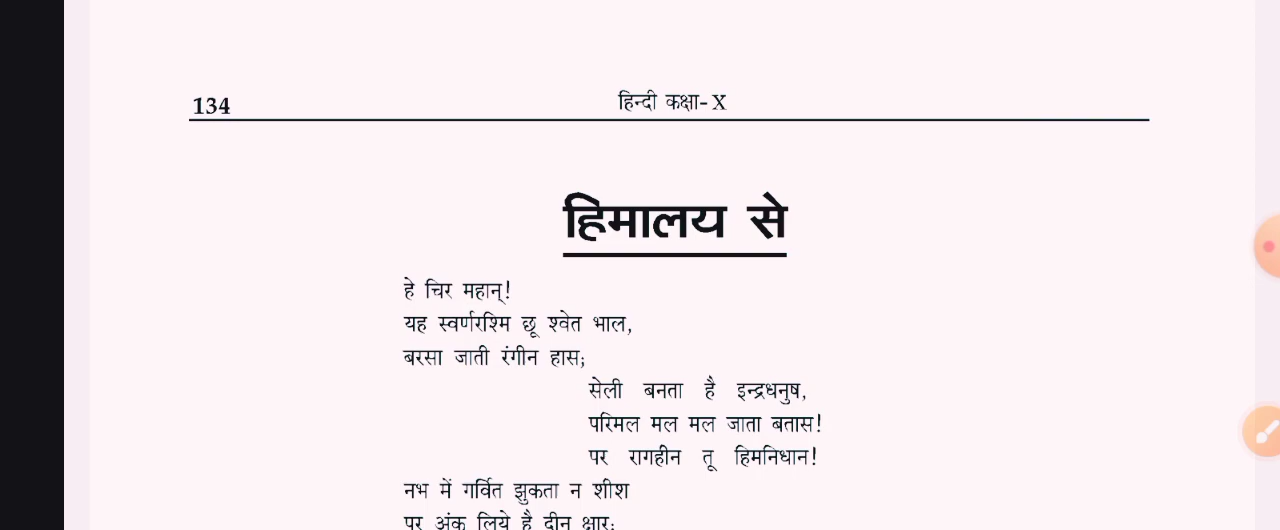 134
हिन्दी कक्षा- X
हिमालय से
हे चिर महान्!
यह स्वर्णरश्मि छू श्वेत भाल,
बरसा जाती रंगीन हास;
सेली बनता है इन्द्रधनुष,
परिमल मल मल जाता बतास!
पर रागहीन तू हिमनिधान!
नभ में गर्वित झुकता न शीश
पर अंक लिये है दीन क्षार;